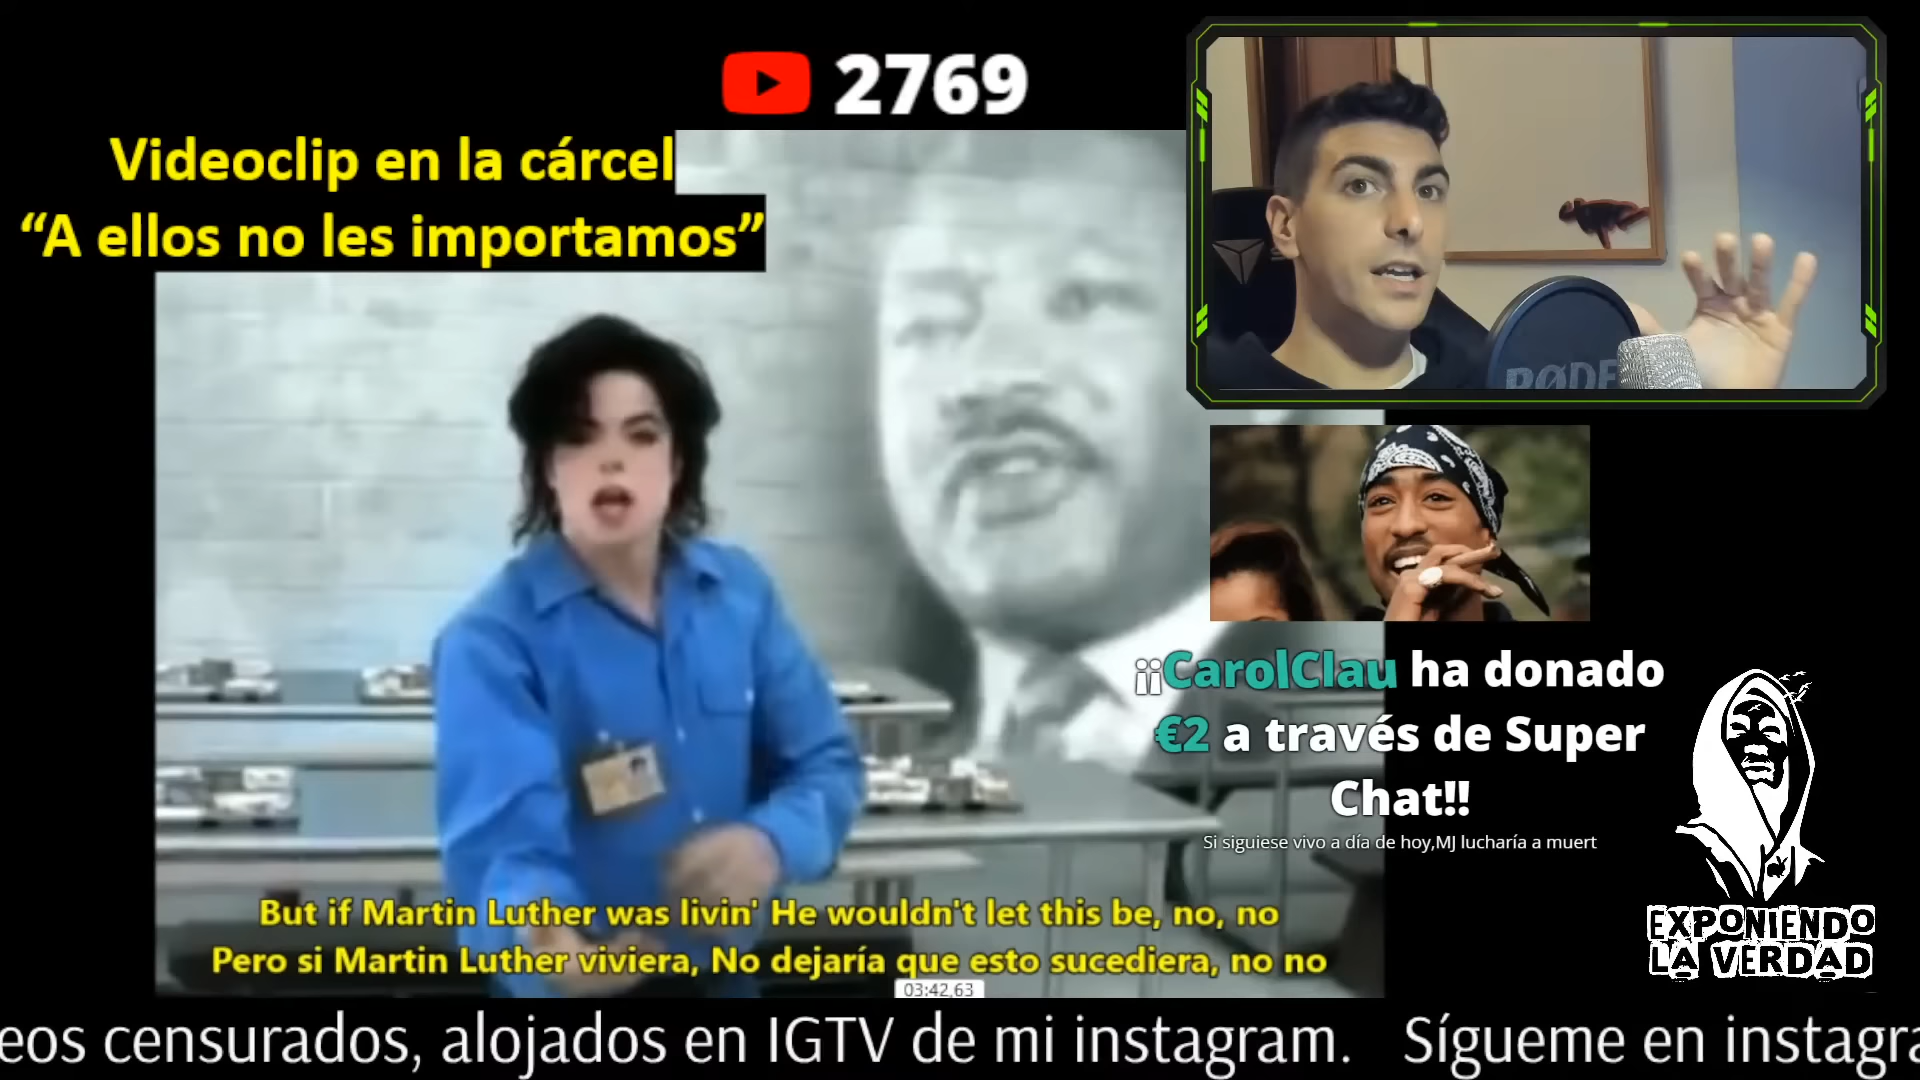 2769
Videoclip en la cárcel
“A ellos no les importamos”
RØDE
¡¡CarolClau ha donado
€2 a través de Super
Chat!!
Si siguiese vivo a día de hoy,MJ lucharía a muert
EXPONIENDO
LA VERDAD
But if Martin Luther was livin' He wouldn't let this be, no, no
Pero si Martin Luther viviera, No dejaría que esto sucediera, no no
03:42,63
eos censurados, alojados en IGTV de mi instagram. Sígueme en instagra